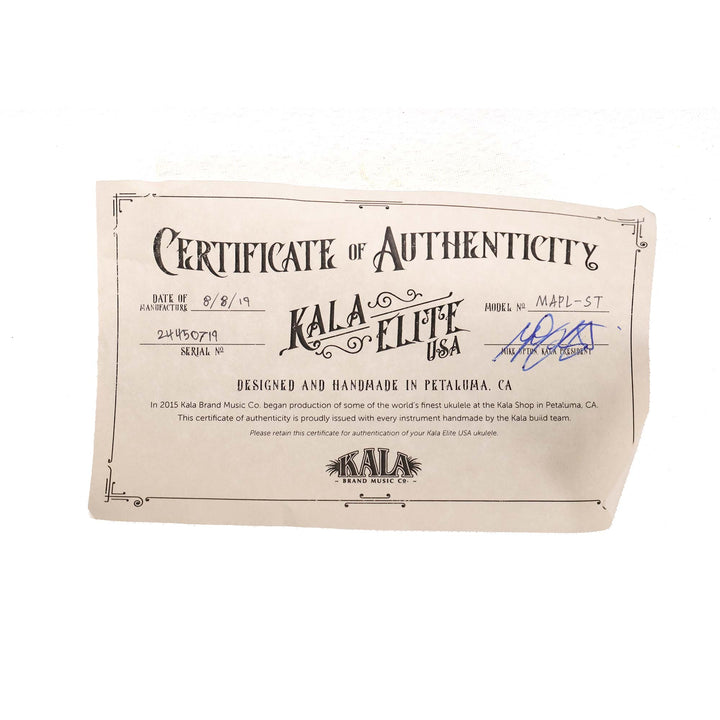 CERTIFICATE OF AUTHENTICITY
DATE OF MANUFACTURE 8/8/19
24450719
SERIAL Nº
KALA ELITE USA
MODEL Nº MAPL-ST
MIKE UPTON, KALA PRESIDENT
DESIGNED AND HANDMADE IN PETALUMA, CA
In 2015 Kala Brand Music Co. began production of some of the world's finest ukulele at the Kala Shop in Petaluma, CA.
This certificate of authenticity is proudly issued with every instrument handmade by the Kala build team.
Please retain this certificate for authentication of your Kala Elite USA ukulele.
KALA
BRAND MUSIC Co.